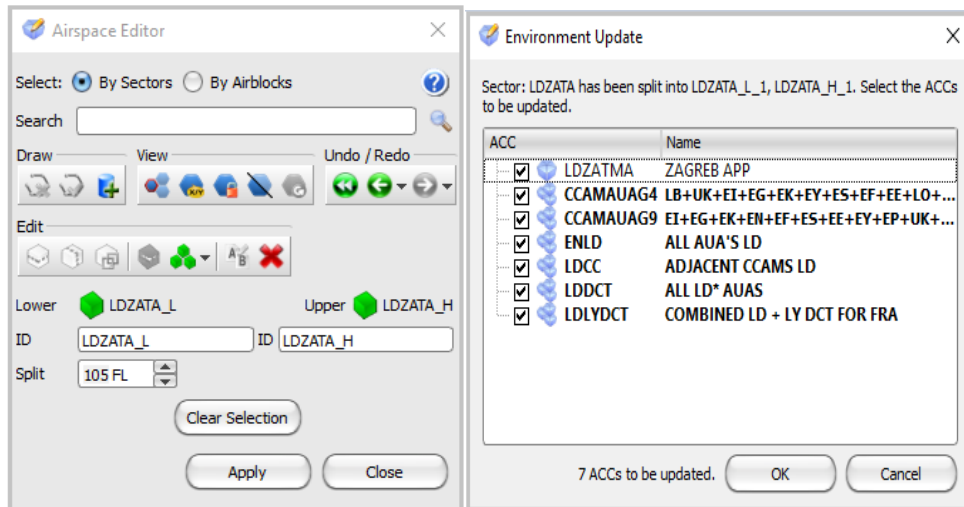 Airspace Editor
Select: By Sectors By Airblocks
Search
Draw View Undo / Redo
Edit
Lower LDZATA_L Upper LDZATA_H
ID LDZATA_L ID LDZATA_H
Split 105 FL
Clear Selection
Apply Close
Environment Update
Sector: LDZATA has been split into LDZATA_L_1, LDZATA_H_1. Select the ACCs
to be updated.
ACC Name
LDZATMA ZAGREB APP
CCAMAUAG4 LB+UK+EI+EG+EK+EY+ES+EF+EE+LO+...
CCAMAUAG9 EI+EG+EK+EN+EF+ES+EE+EY+EP+UK+...
ENLD ALL AUA'S LD
LDCC ADJACENT CCAMS LD
LDDCT ALL LD* AUAS
LDLYDCT COMBINED LD + LY DCT FOR FRA
7 ACCs to be updated. OK Cancel